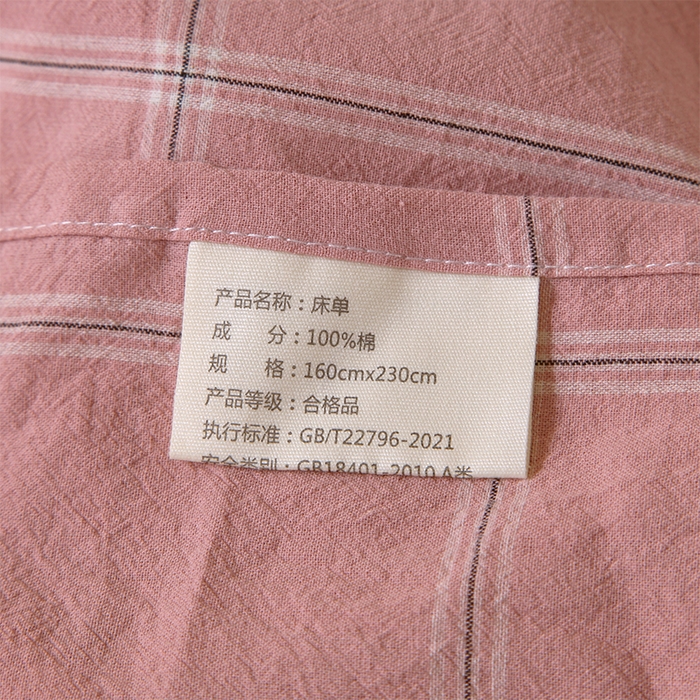 产品名称：床单
成 分：100%棉
规 格：160cmx230cm
产品等级：合格品
执行标准：GB/T22796-2021
安全类别：GB18401-2010 A类